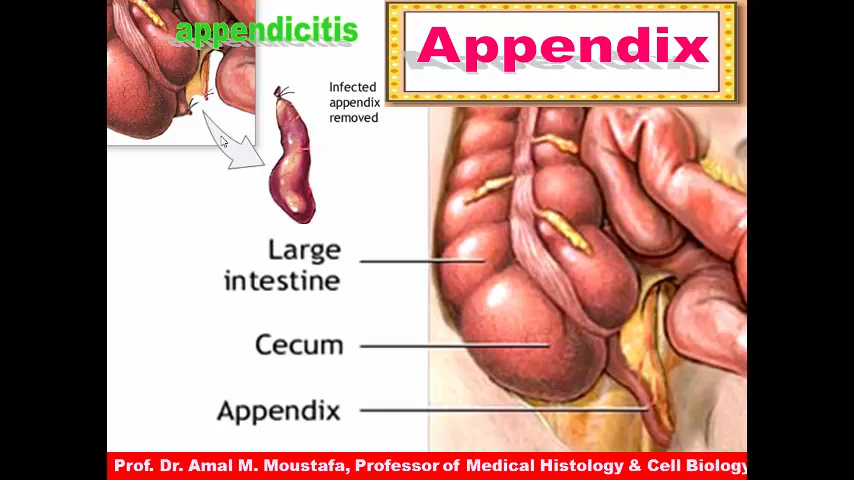 appendicitis
Appendix
Infected
appendix
removed
Large
intestine
Cecum
Appendix
Prof. Dr. Amal M. Moustafa, Professor of Medical Histology & Cell Biology